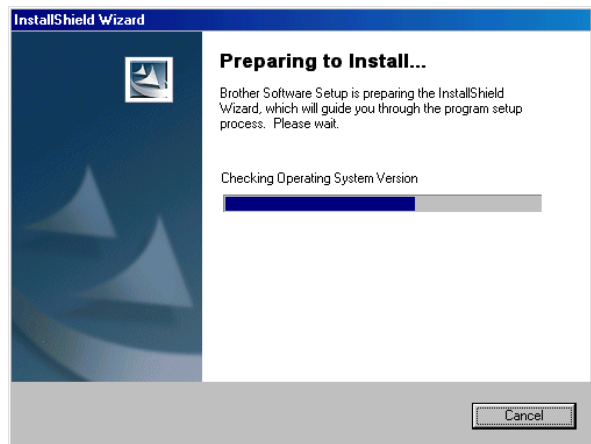 InstallShield Wizard
Preparing to Install...
Brother Software Setup is preparing the InstallShield
Wizard, which will guide you through the program setup
process.  Please wait.
Checking Operating System Version
Cancel